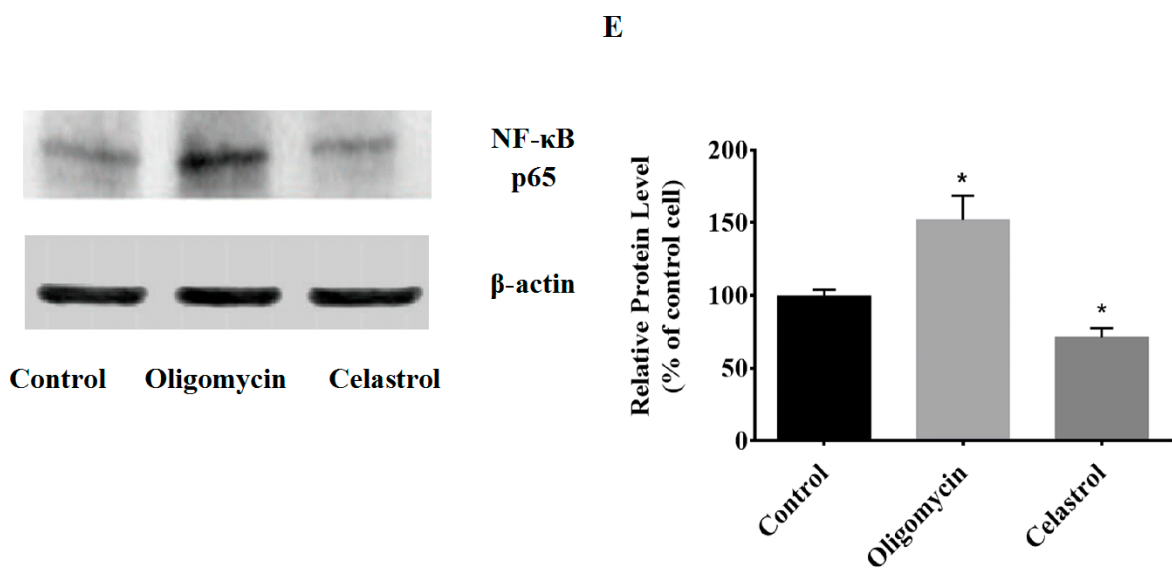 E
NF-κB
p65
β-actin
Control Oligomycin Celastrol
Relative Protein Level
(% of control cell)
200
150
100
50
0
*
*
Control
Oligomycin
Celastrol